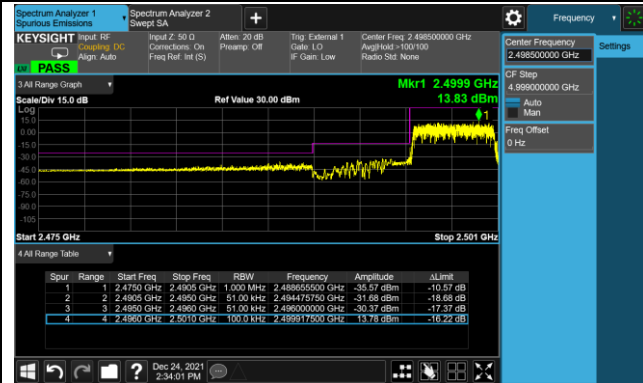 Spectrum Analyzer 1
Spurious Emissions
Spectrum Analyzer 2
Swept SA
+
Frequency
KEYSIGHT
Input: RF
Coupling: DC
Align: Auto
Input Z: 50 Ω
Corrections: On
Freq Ref: Int (S)
Atten: 20 dB
Preamp: Off
Trig: External 1
Gate: LO
IF Gain: Low
Center Freq: 2.498500000 GHz
Avg|Hold >100/100
Radio Std: None
LXI PASS
3 All Range Graph
Mkr1 2.4999 GHz
Scale/Div 15.0 dB
Ref Value 30.00 dBm
13.83 dBm
Log
15.0
0.00
-15.0
-30.0
-45.0
-60.0
-75.0
-90.0
-105
1
Start 2.475 GHz
Stop 2.501 GHz
4 All Range Table
Spur Range Start Freq Stop Freq RBW Frequency Amplitude ΔLimit
1 1 2.4750 GHz 2.4905 GHz 1.000 MHz 2.488655500 GHz -35.57 dBm -10.57 dB
2 2 2.4905 GHz 2.4950 GHz 51.00 kHz 2.494475750 GHz -31.68 dBm -18.68 dB
3 3 2.4950 GHz 2.4960 GHz 51.00 kHz 2.496000000 GHz -30.37 dBm -17.37 dB
4 4 2.4960 GHz 2.5010 GHz 100.0 kHz 2.499917500 GHz 13.78 dBm -16.22 dB
Center Frequency
2.498500000 GHz
Settings
CF Step
4.999000000 GHz
Auto
Man
Freq Offset
0 Hz
?
Dec 24, 2021
2:34:01 PM